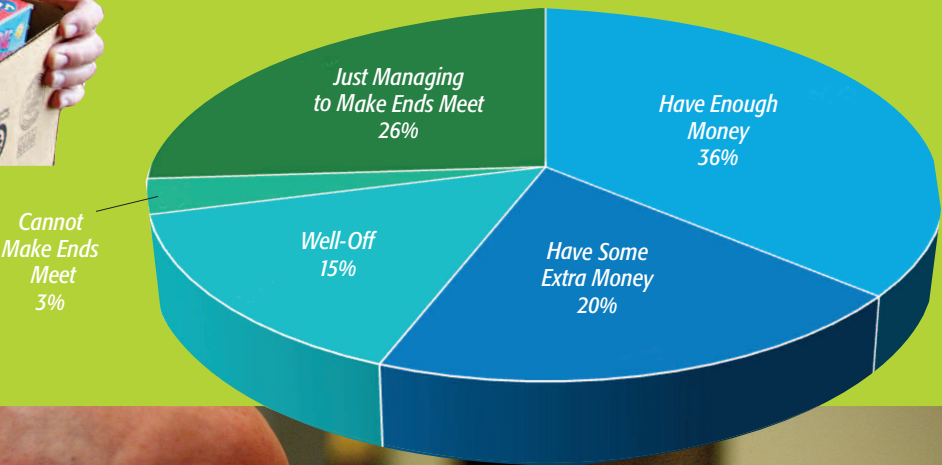 Just Managing
to Make Ends Meet
26%
Have Enough
Money
36%
Cannot
Make Ends
Meet
3%
Well-Off
15%
Have Some
Extra Money
20%